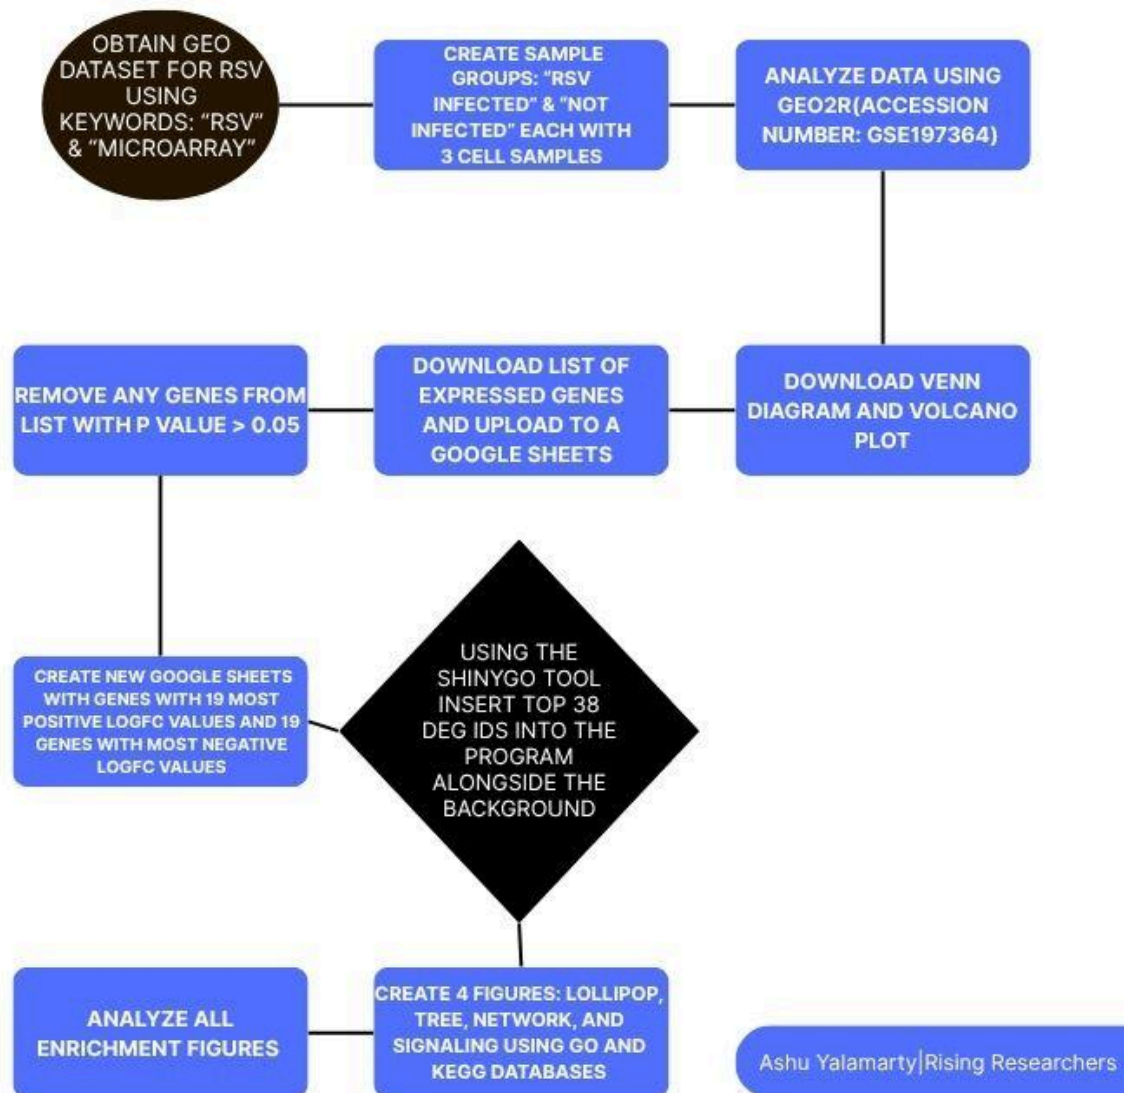 OBTAIN GEO
DATASET FOR RSV
USING
KEYWORDS: "RSV"
& "MICROARRAY"
CREATE SAMPLE
GROUPS: "RSV
INFECTED" & "NOT
INFECTED" EACH WITH
3 CELL SAMPLES
ANALYZE DATA USING
GEO2R(ACCESSION
NUMBER: GSE197364)
DOWNLOAD VENN
DIAGRAM AND VOLCANO
PLOT
DOWNLOAD LIST OF
EXPRESSED GENES
AND UPLOAD TO A
GOOGLE SHEETS
REMOVE ANY GENES FROM
LIST WITH P VALUE > 0.05
CREATE NEW GOOGLE SHEETS
WITH GENES WITH 19 MOST
POSITIVE LOGFC VALUES AND 19
GENES WITH MOST NEGATIVE
LOGFC VALUES
USING THE
SHINYGO TOOL
INSERT TOP 38
DEG IDS INTO THE
PROGRAM
ALONGSIDE THE
BACKGROUND
CREATE 4 FIGURES: LOLLIPOP,
TREE, NETWORK, AND
SIGNALING USING GO AND
KEGG DATABASES
ANALYZE ALL
ENRICHMENT FIGURES
Ashu Yalamarty|Rising Researchers